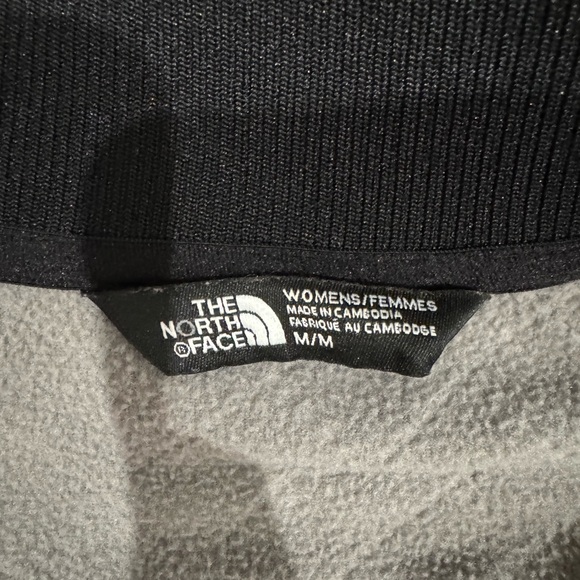 THE
NORTH
®FACE
WOMENS/FEMMES
MADE IN CAMBODIA
FABRIQUE AU CAMBODGE
M/M